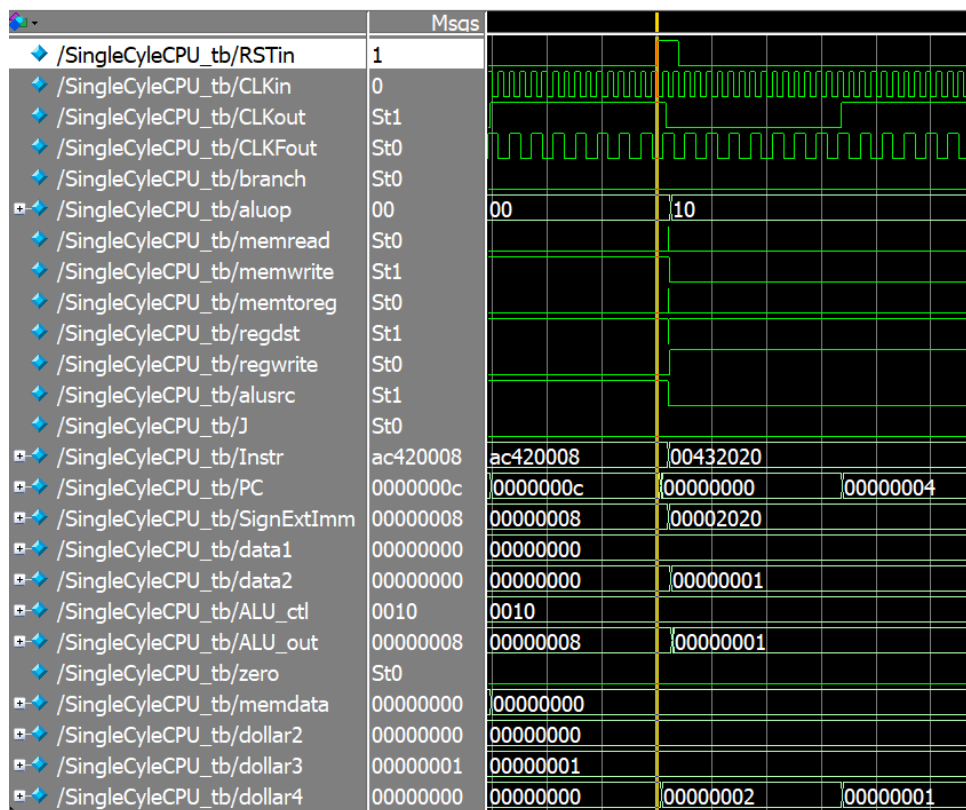 Msgs
/SingleCyleCPU_tb/RSTin 1
/SingleCyleCPU_tb/CLKin 0
/SingleCyleCPU_tb/CLKout St1
/SingleCyleCPU_tb/CLKFout St0
/SingleCyleCPU_tb/branch St0
/SingleCyleCPU_tb/aluop 00 00 10
/SingleCyleCPU_tb/memread St0
/SingleCyleCPU_tb/memwrite St1
/SingleCyleCPU_tb/memtoreg St0
/SingleCyleCPU_tb/regdst St1
/SingleCyleCPU_tb/regwrite St0
/SingleCyleCPU_tb/alusrc St1
/SingleCyleCPU_tb/J St0
/SingleCyleCPU_tb/Instr ac420008 ac420008 00432020
/SingleCyleCPU_tb/PC 0000000c 0000000c 00000000 00000004
/SingleCyleCPU_tb/SignExtImm 00000008 00000008 00002020
/SingleCyleCPU_tb/data1 00000000 00000000
/SingleCyleCPU_tb/data2 00000000 00000000 00000001
/SingleCyleCPU_tb/ALU_ctl 0010 0010
/SingleCyleCPU_tb/ALU_out 00000008 00000008 00000001
/SingleCyleCPU_tb/zero St0
/SingleCyleCPU_tb/memdata 00000000 00000000
/SingleCyleCPU_tb/dollar2 00000000 00000000
/SingleCyleCPU_tb/dollar3 00000001 00000001
/SingleCyleCPU_tb/dollar4 00000000 00000000 00000002 00000001